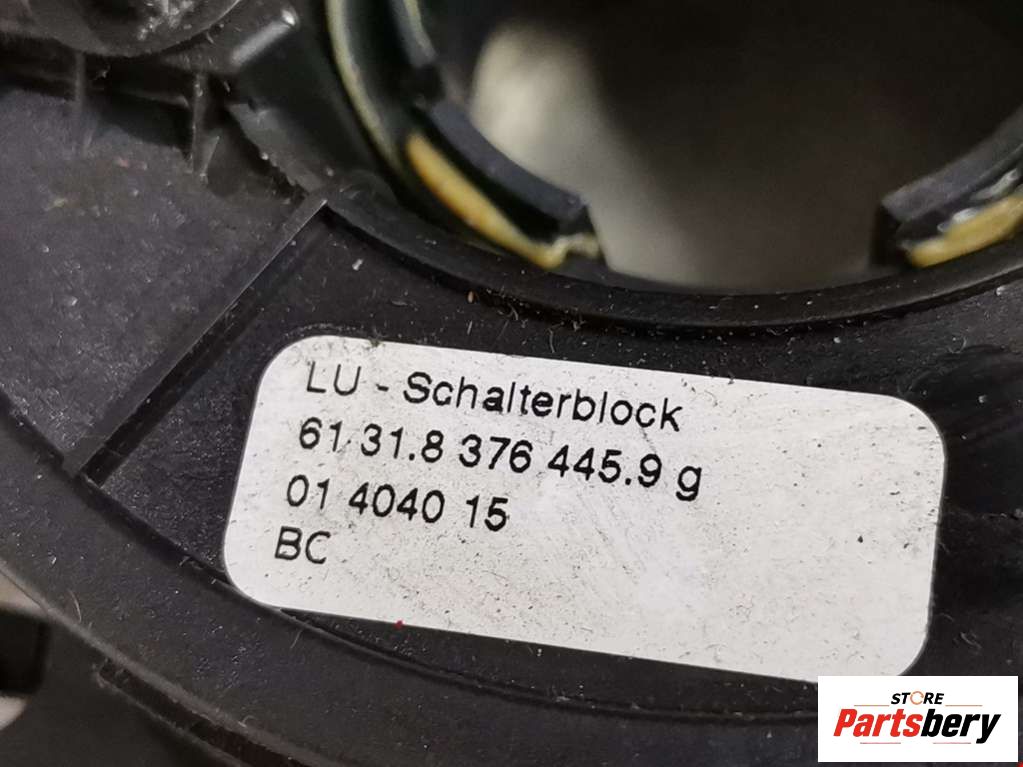 LU - Schalterblock
61 31.8 376 445.9 g
01 4040 15
BC
STORE
Partsbery